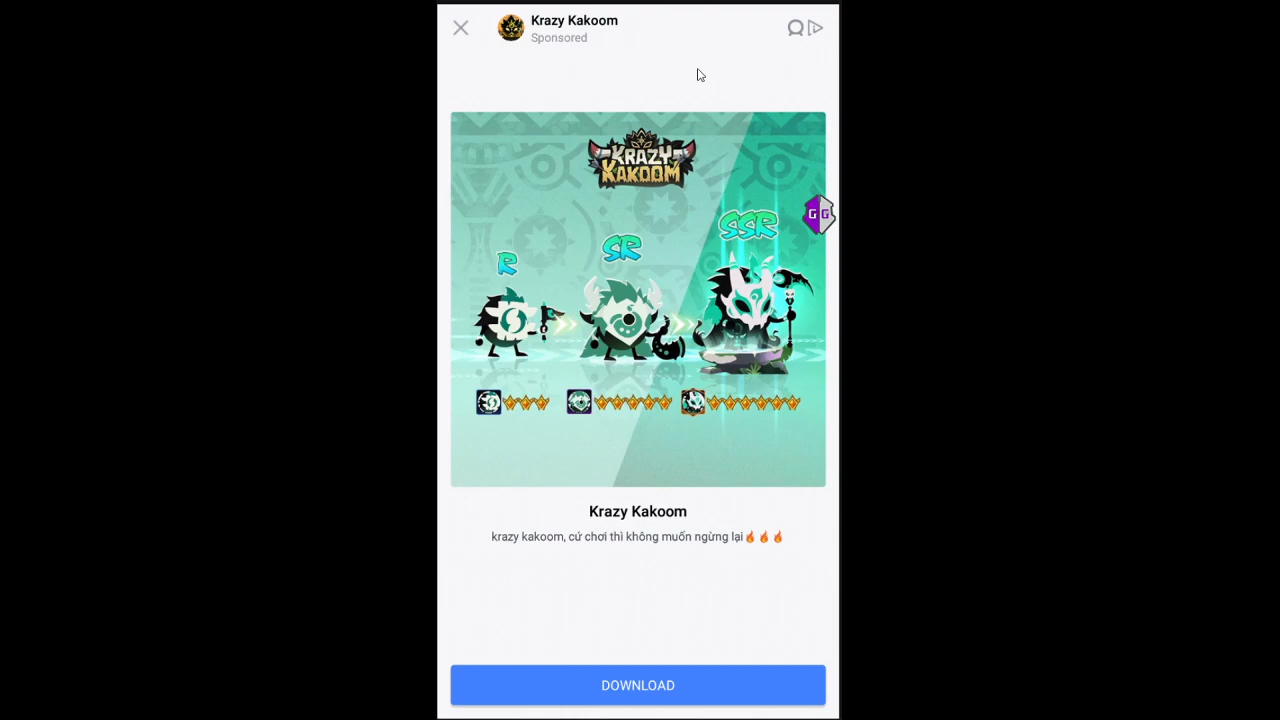 Krazy Kakoom
Sponsored
KRAZY
KAKOOM
R
SR
SSR
GG
Krazy Kakoom
krazy kakoom, cứ chơi thì không muốn ngừng lại🔥🔥🔥
DOWNLOAD